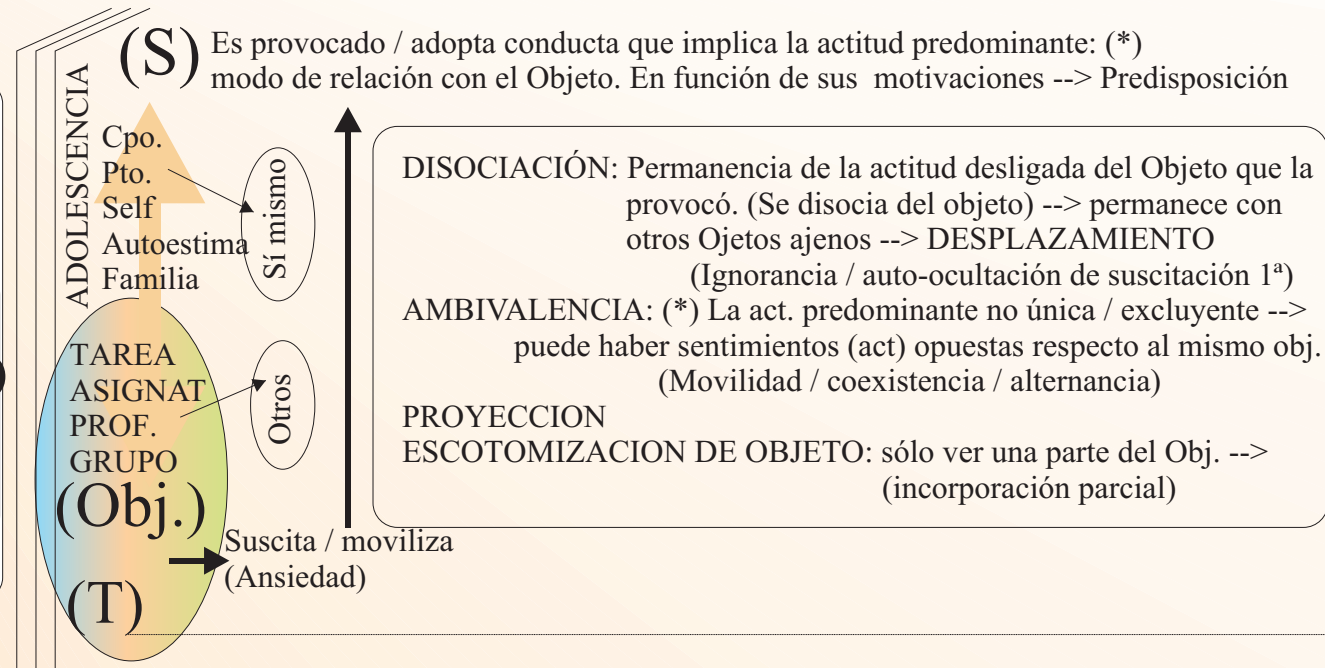 (S) Es provocado / adopta conducta que implica la actitud predominante: (*)
modo de relación con el Objeto. En función de sus motivaciones --> Predisposición
ADOLESCENCIA
Cpo.
Pto.
Self
Autoestima
Familia
Sí mismo
TAREA
ASIGNAT
PROF.
GRUPO
(Obj.)
(T)
Otros
Suscita / moviliza
(Ansiedad)
DISOCIACIÓN: Permanencia de la actitud desligada del Objeto que la
provocó. (Se disocia del objeto) --> permanece con
otros Ojetos ajenos --> DESPLAZAMIENTO
(Ignorancia / auto-ocultación de suscitación 1ª)
AMBIVALENCIA: (*) La act. predominante no única / excluyente -->
puede haber sentimientos (act) opuestas respecto al mismo obj.
(Movilidad / coexistencia / alternancia)
PROYECCION
ESCOTOMIZACION DE OBJETO: sólo ver una parte del Obj. -->
(incorporación parcial)